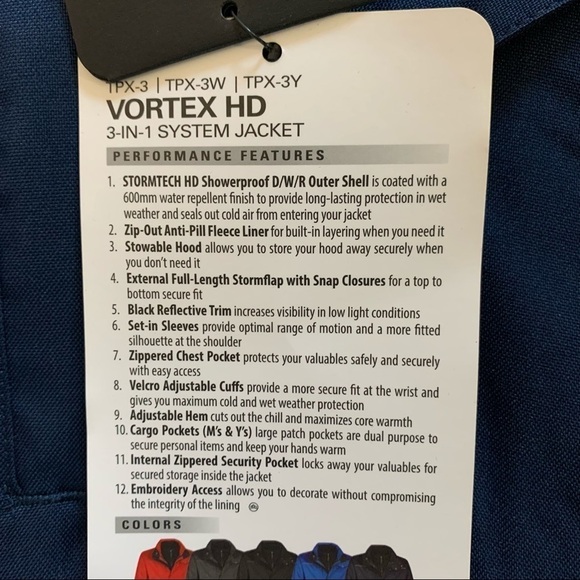 TPX-3 | TPX-3W | TPX-3Y
VORTEX HD
3-IN-1 SYSTEM JACKET
PERFORMANCE FEATURES
1. STORMTECH HD Showerproof D/W/R Outer Shell is coated with a
600mm water repellent finish to provide long-lasting protection in wet
weather and seals out cold air from entering your jacket
2. Zip-Out Anti-Pill Fleece Liner for built-in layering when you need it
3. Stowable Hood allows you to store your hood away securely when
you don't need it
4. External Full-Length Stormflap with Snap Closures for a top to
bottom secure fit
5. Black Reflective Trim increases visibility in low light conditions
6. Set-in Sleeves provide optimal range of motion and a more fitted
silhouette at the shoulder
7. Zippered Chest Pocket protects your valuables safely and securely
with easy access
8. Velcro Adjustable Cuffs provide a more secure fit at the wrist and
gives you maximum cold and wet weather protection
9. Adjustable Hem cuts out the chill and maximizes core warmth
10. Cargo Pockets (M's & Y's) large patch pockets are dual purpose to
secure personal items and keep your hands warm
11. Internal Zippered Security Pocket locks away your valuables for
secured storage inside the jacket
12. Embroidery Access allows you to decorate without compromising
the integrity of the lining
COLORS